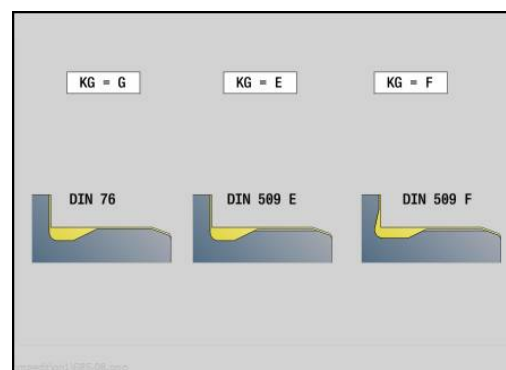 KG = G
KG = E
KG = F
DIN 76
DIN 509 E
DIN 509 F